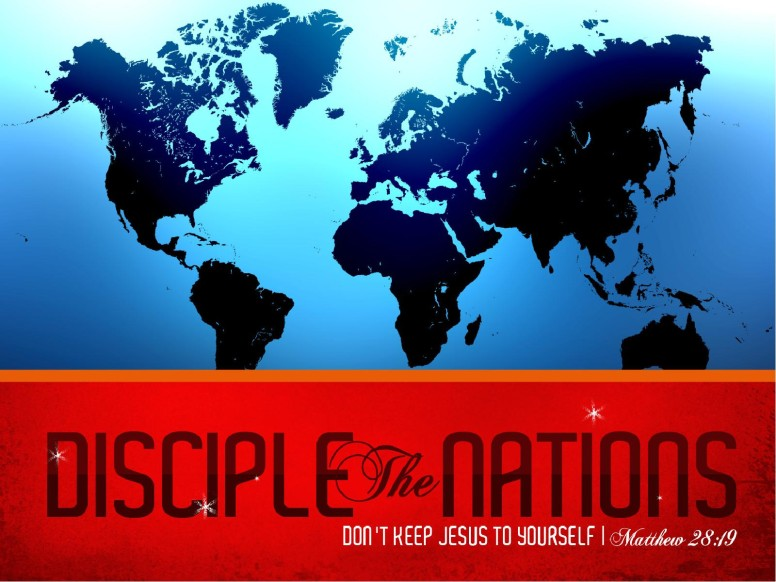 DISCIPLE The NATIONS
DON'T KEEP JESUS TO YOURSELF | Matthew 28:19